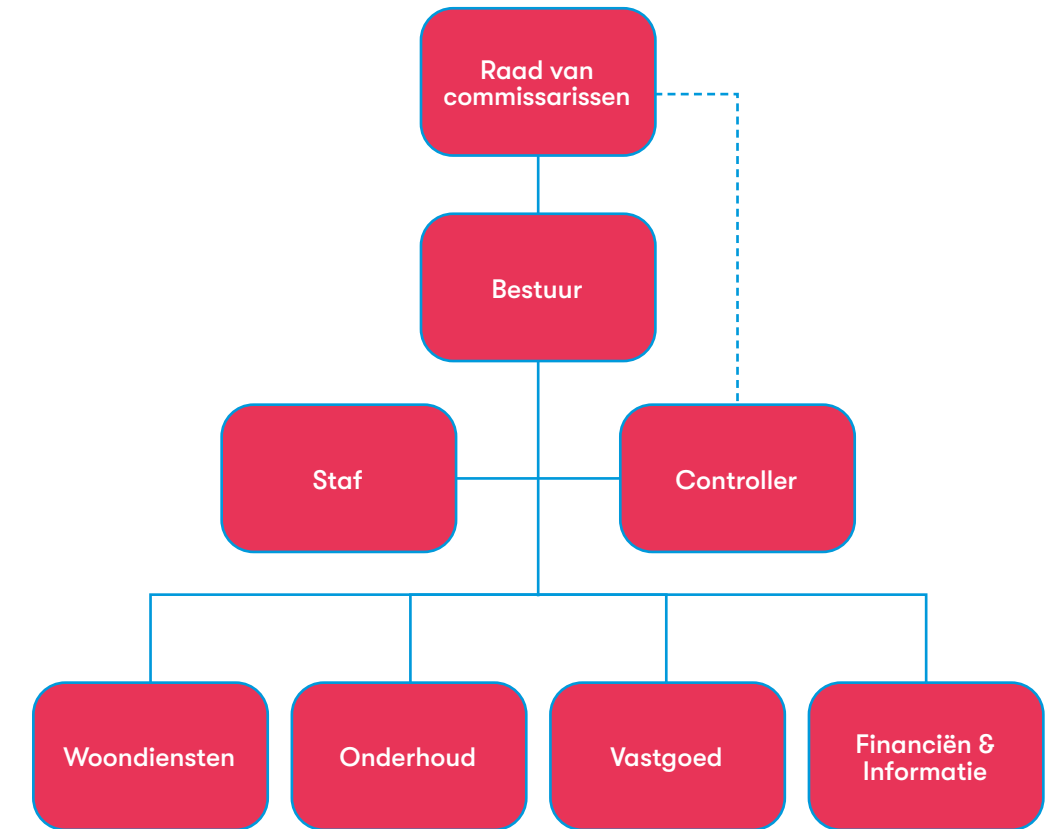 Raad van
commissarissen
Bestuur
Staf
Controller
Woondiensten
Onderhoud
Vastgoed
Financiën &
Informatie